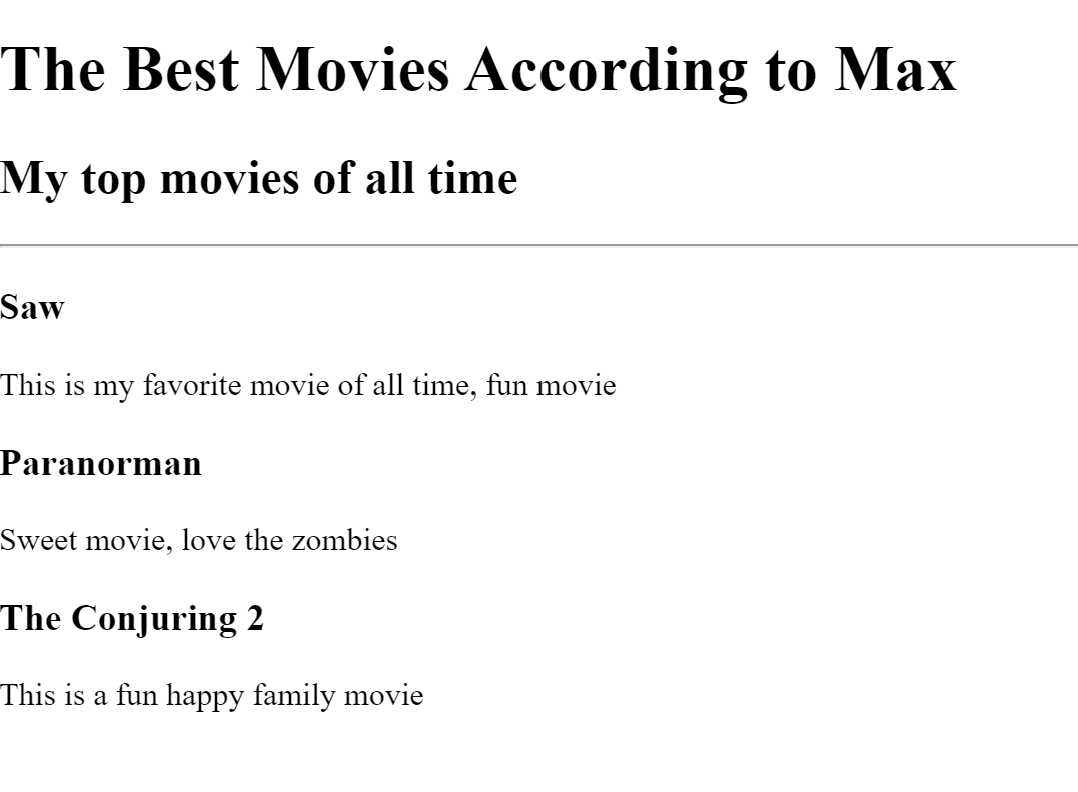 The Best Movies According to Max
My top movies of all time
Saw
This is my favorite movie of all time, fun movie
Paranorman
Sweet movie, love the zombies
The Conjuring 2
This is a fun happy family movie